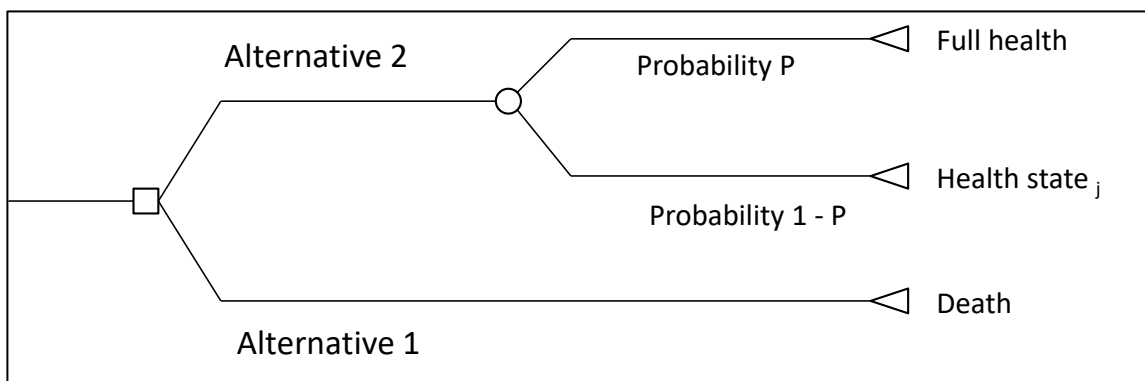 Alternative 2
Probability P
Full health
Probability 1 - P
Health state j
Alternative 1
Death